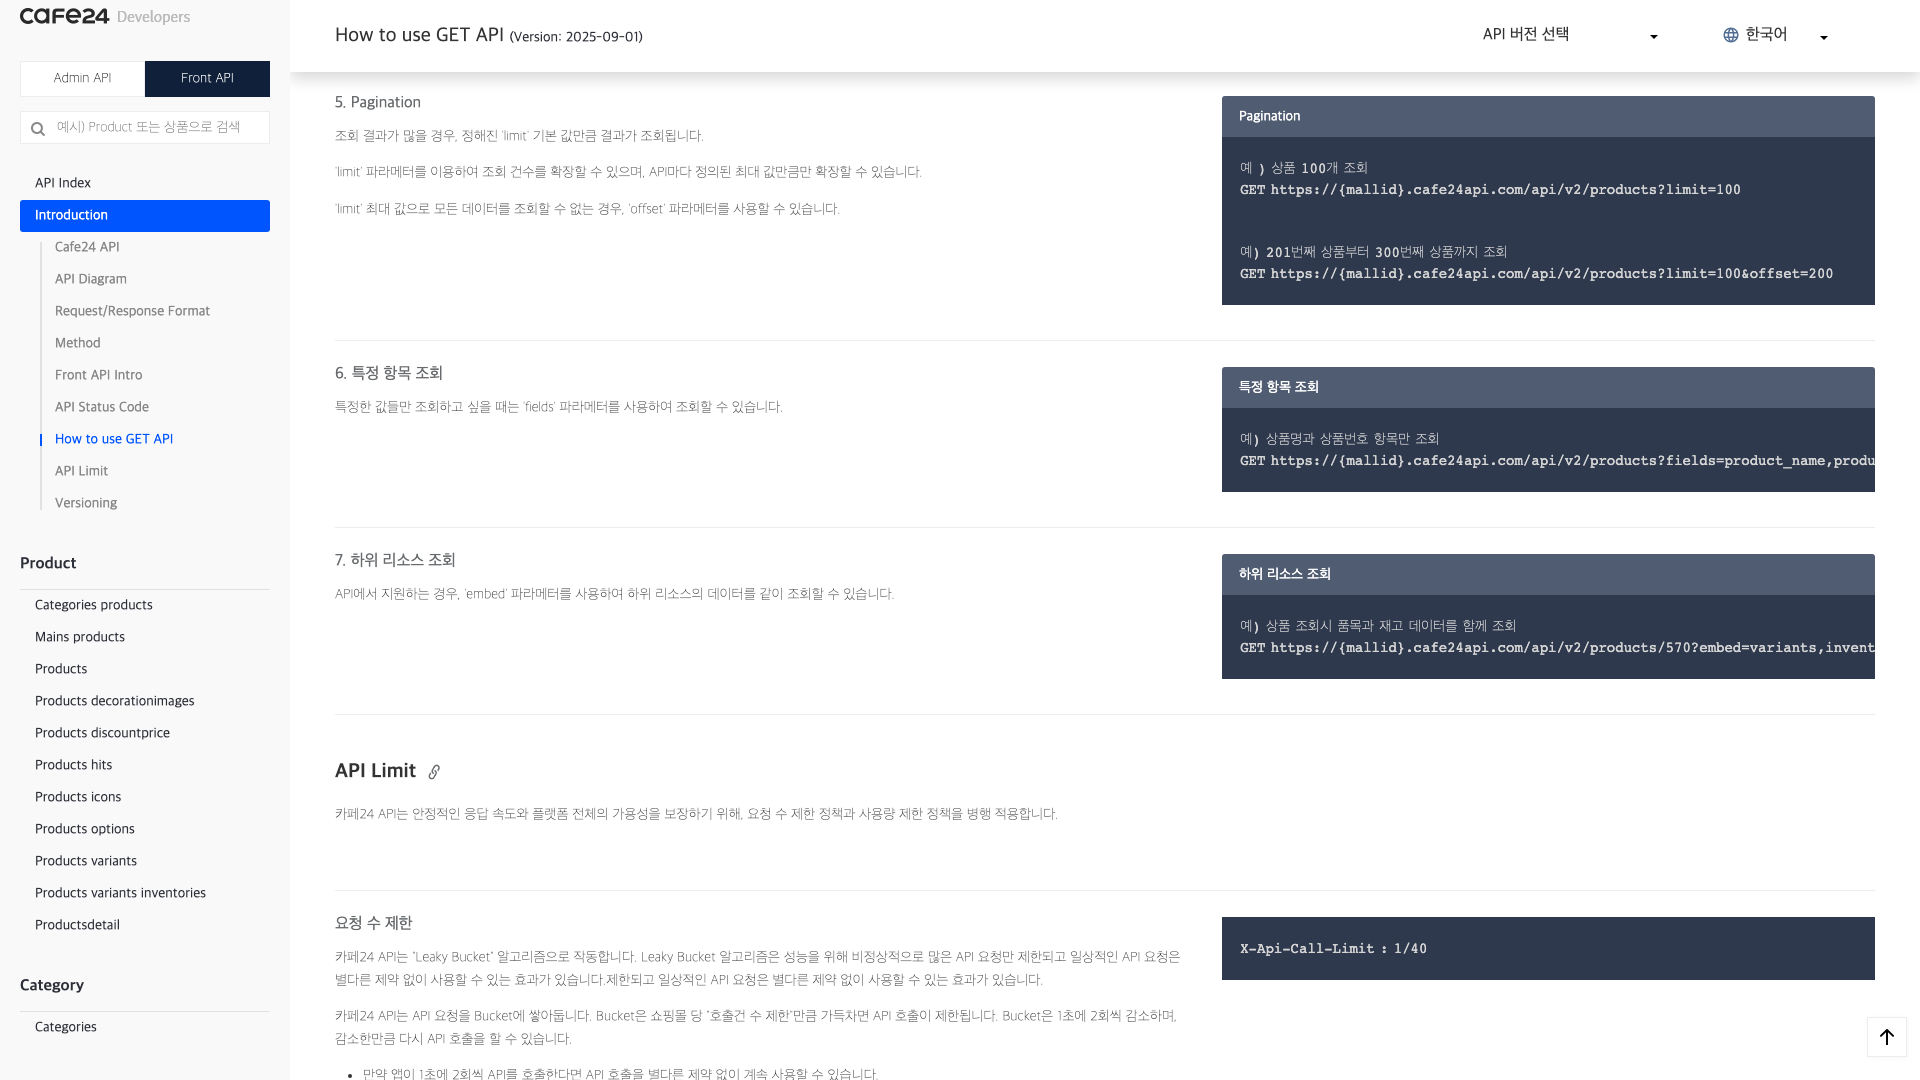 CAFE24 Developers
Admin API
Front API
예시) Product 또는 상품으로 검색
API Index
Introduction
Cafe24 API
API Diagram
Request/Response Format
Method
Front API Intro
API Status Code
How to use GET API
API Limit
Versioning
Product
Categories products
Mains products
Products
Products decorationimages
Products discountprice
Products hits
Products icons
Products options
Products variants
Products variants inventories
Productsdetail
Category
Categories
How to use GET API (Version: 2025-09-01)
API 버전 선택
한국어
5. Pagination
조회 결과가 많을 경우, 정해진 'limit' 기본 값만큼 결과가 조회됩니다.
'limit' 파라메터를 이용하여 조회 건수를 확장할 수 있으며, API마다 정의된 최대 값만큼만 확장할 수 있습니다.
'limit' 최대 값으로 모든 데이터를 조회할 수 없는 경우, 'offset' 파라메터를 사용할 수 있습니다.
Pagination
예 ) 상품 100개 조회
GET https://{mallid}.cafe24api.com/api/v2/products?limit=100
예) 201번째 상품부터 300번째 상품까지 조회
GET https://{mallid}.cafe24api.com/api/v2/products?limit=100&offset=200
6. 특정 항목 조회
특정한 값들만 조회하고 싶을 때는 'fields' 파라메터를 사용하여 조회할 수 있습니다.
특정 항목 조회
예) 상품명과 상품번호 항목만 조회
GET https://{mallid}.cafe24api.com/api/v2/products?fields=product_name,produ
7. 하위 리소스 조회
API에서 지원하는 경우, 'embed' 파라메터를 사용하여 하위 리소스의 데이터를 같이 조회할 수 있습니다.
하위 리소스 조회
예) 상품 조회시 품목과 재고 데이터를 함께 조회
GET https://{mallid}.cafe24api.com/api/v2/products/570?embed=variants,invent
API Limit
카페24 API는 안정적인 응답 속도와 플랫폼 전체의 가용성을 보장하기 위해, 요청 수 제한 정책과 사용량 제한 정책을 병행 적용합니다.
요청 수 제한
카페24 API는 "Leaky Bucket" 알고리즘으로 작동합니다. Leaky Bucket 알고리즘은 성능을 위해 비정상적으로 많은 API 요청만 제한되고 일상적인 API 요청은
별다른 제약 없이 사용할 수 있는 효과가 있습니다.제한되고 일상적인 API 요청은 별다른 제약 없이 사용할 수 있는 효과가 있습니다.
카페24 API는 API 요청을 Bucket에 쌓아둡니다. Bucket은 쇼핑몰 당 "호출건 수 제한"만큼 가득차면 API 호출이 제한됩니다. Bucket은 1초에 2회씩 감소하며,
감소한만큼 다시 API 호출을 할 수 있습니다.
• 만약 앱이 1초에 2회씩 API를 호출한다면 API 호출을 별다른 제약 없이 계속 사용할 수 있습니다.
X-Api-Call-Limit : 1/40